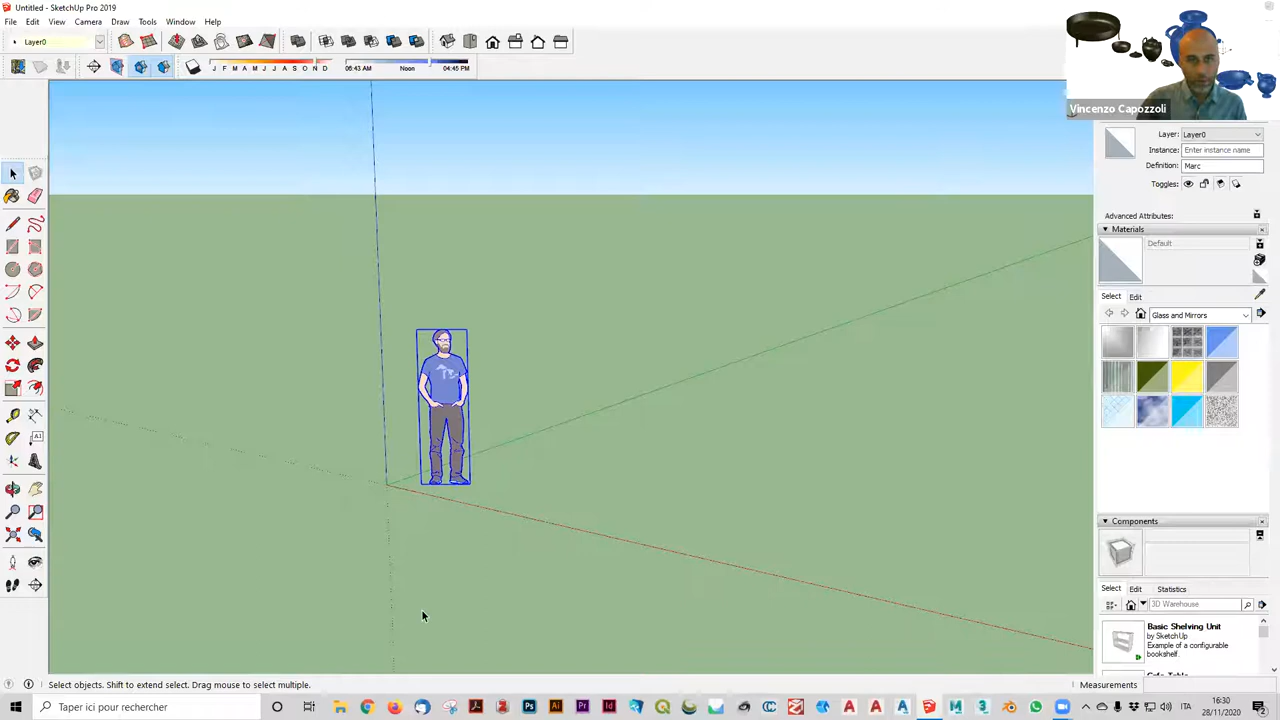 Untitled - SketchUp Pro 2019
File Edit View Camera Draw Tools Window Help
Layer0
J F M A M J J A S O N D
06:43 AM Noon 04:45 PM
Vincenzo Capozzoli
Layer: Layer0
Instance: Enter instance name
Definition: Marc
Toggles:
Advanced Attributes:
Materials
Default
Select Edit
Glass and Mirrors
Components
Select Edit Statistics
3D Warehouse
Basic Shelving Unit
by SketchUp
Example of a configurable
bookshelf.
Select objects. Shift to extend select. Drag mouse to select multiple.
Measurements
Taper ici pour rechercher
ITA
16:30
28/11/2020